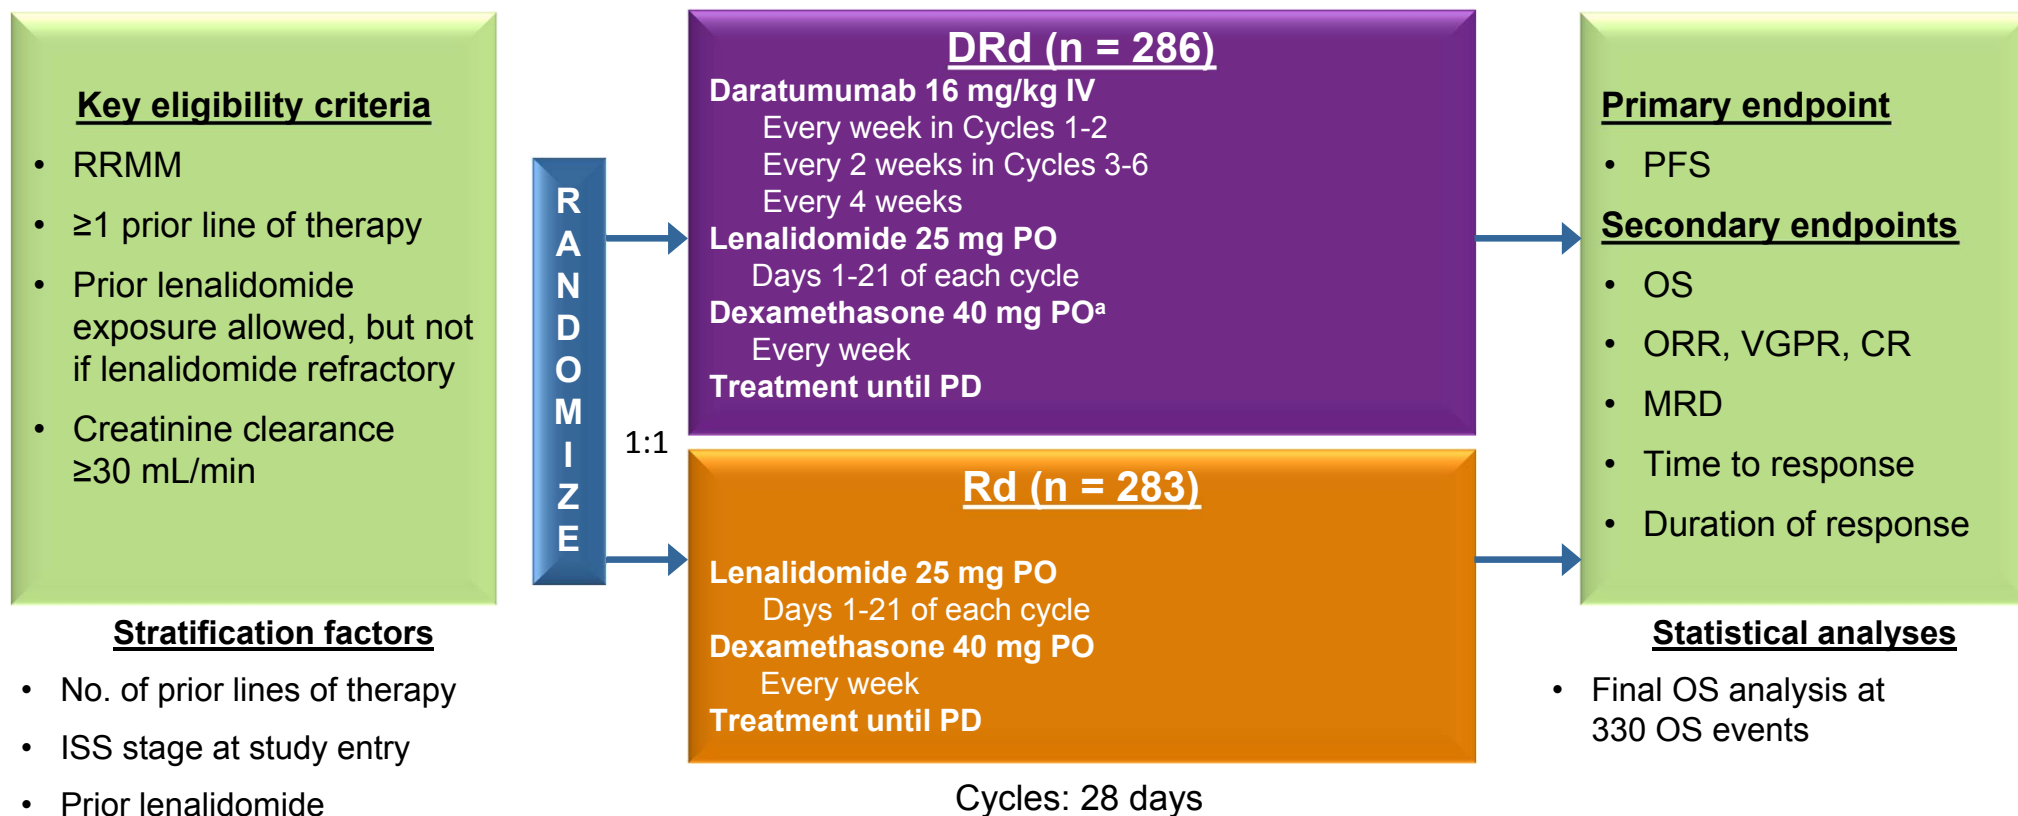 Key eligibility criteria
• RRMM
• ≥1 prior line of therapy
• Prior lenalidomide
exposure allowed, but not
if lenalidomide refractory
• Creatinine clearance
≥30 mL/min
Stratification factors
• No. of prior lines of therapy
• ISS stage at study entry
• Prior lenalidomide
R
A
N
D
O
M
I
Z
E
1:1
DRd (n = 286)
Daratumumab 16 mg/kg IV
Every week in Cycles 1-2
Every 2 weeks in Cycles 3-6
Every 4 weeks
Lenalidomide 25 mg PO
Days 1-21 of each cycle
Dexamethasone 40 mg POᵃ
Every week
Treatment until PD
Rd (n = 283)
Lenalidomide 25 mg PO
Days 1-21 of each cycle
Dexamethasone 40 mg PO
Every week
Treatment until PD
Cycles: 28 days
Primary endpoint
• PFS
Secondary endpoints
• OS
• ORR, VGPR, CR
• MRD
• Time to response
• Duration of response
Statistical analyses
• Final OS analysis at
330 OS events